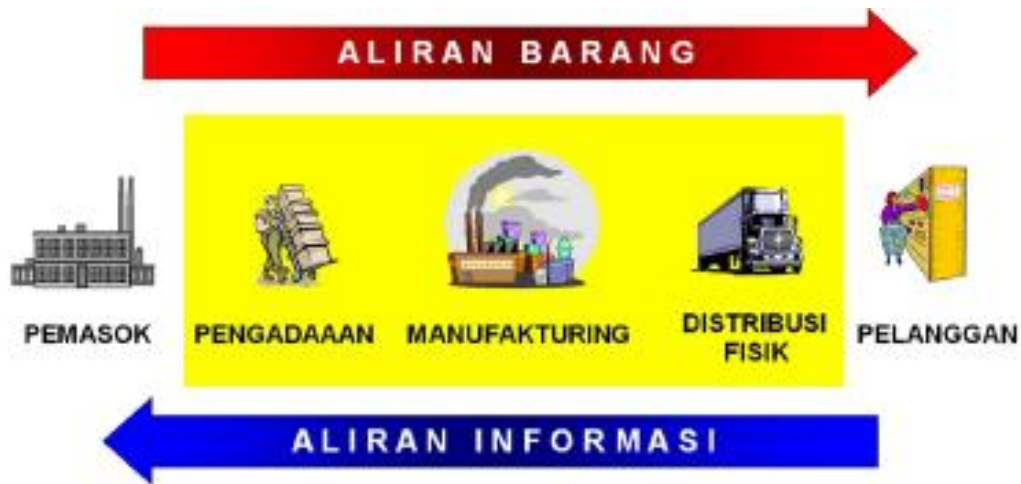 ALIRAN BARANG
PEMASOK
PENGADAAAN
MANUFAKTURING
DISTRIBUSI
FISIK
PELANGGAN
ALIRAN INFORMASI